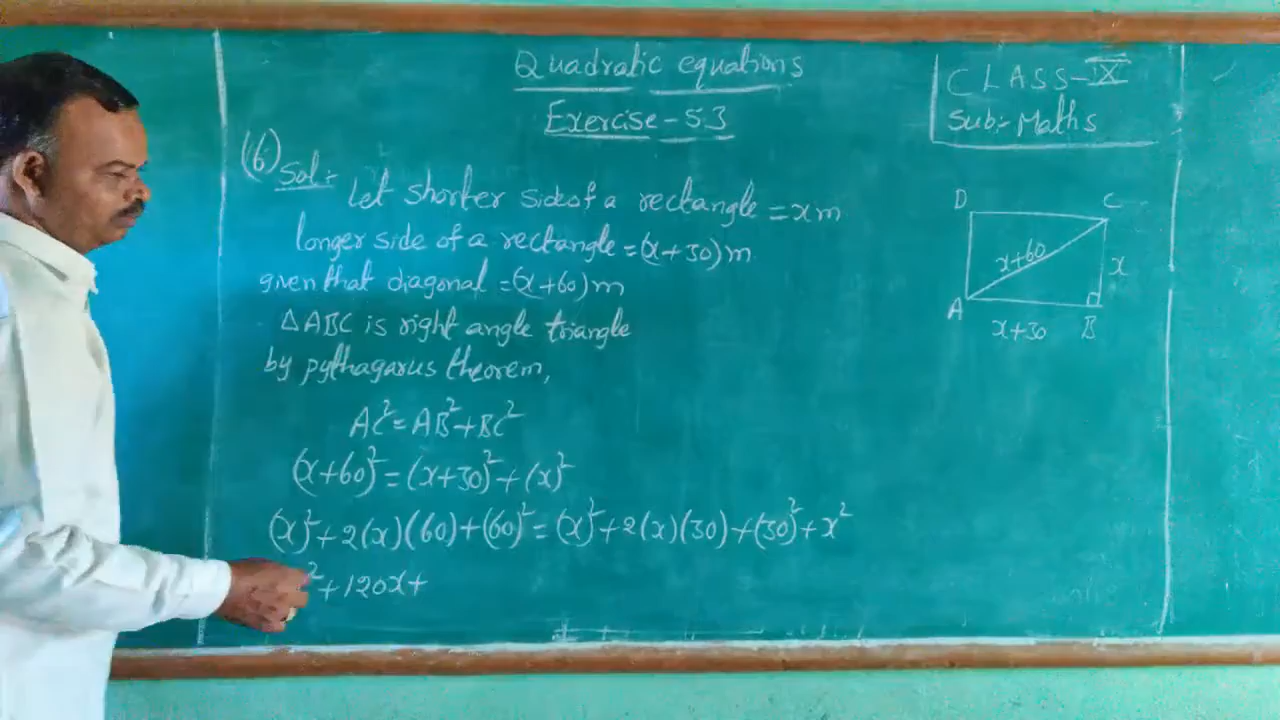 Quadratic equations
Exercise - 5.3
CLASS - X
Sub:- Maths
(6) Sol:-
Let shorter side of a rectangle = x m
longer side of a rectangle = (x+30) m
given that diagonal = (x+60) m
△ABC is right angle triangle
by pythagarus theorem,
AC² = AB² + BC²
(x+60)² = (x+30)² + (x)²
(x)² + 2(x)(60) + (60)² = (x)² + 2(x)(30) + (30)² + x²
² + 120x +
D C
x+60
x
A B
x+30